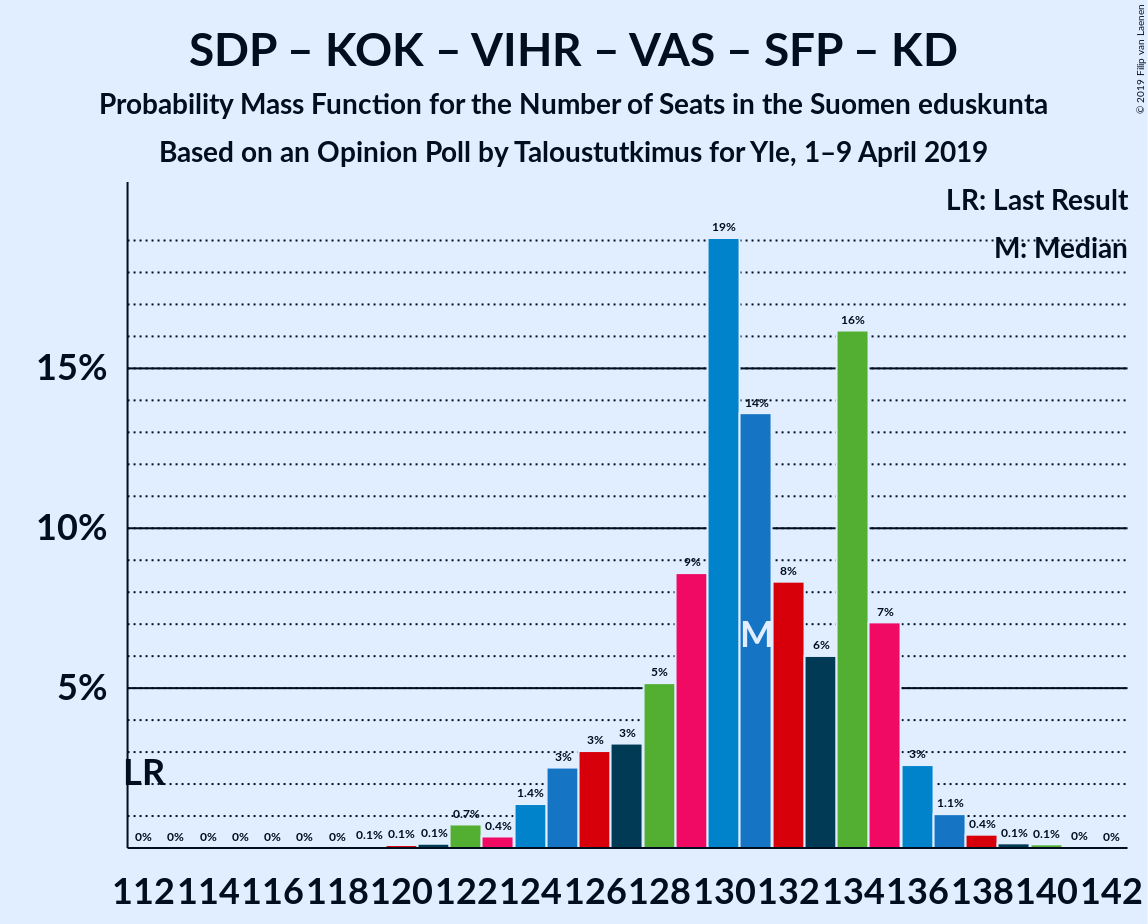 SDP – KOK – VIHR – VAS – SFP – KD
Probability Mass Function for the Number of Seats in the Suomen eduskunta
Based on an Opinion Poll by Taloustutkimus for Yle, 1–9 April 2019
© 2019 Filip van Laenen
LR: Last Result
M: Median
15%
10%
5%
LR
M
0% 0% 0% 0% 0% 0% 0% 0.1% 0.1% 0.1% 0.7% 0.4% 1.4% 3% 3% 3% 5% 9% 19% 14% 8% 6% 16% 7% 3% 1.1% 0.4% 0.1% 0.1% 0% 0%
112 114 116 118 120 122 124 126 128 130 132 134 136 138 140 142